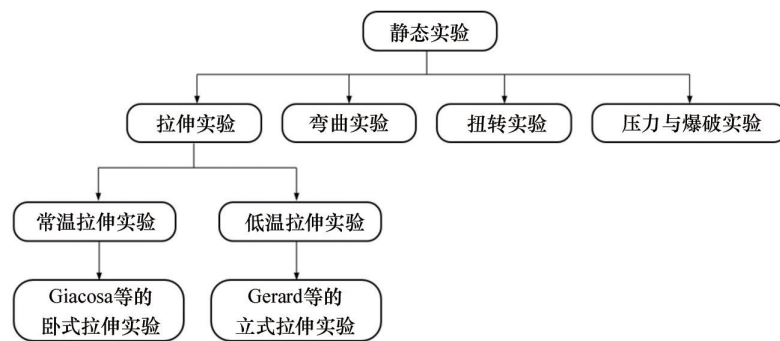 静态实验
拉伸实验
弯曲实验
扭转实验
压力与爆破实验
常温拉伸实验
低温拉伸实验
Giacosa等的
卧式拉伸实验
Gerard等的
立式拉伸实验